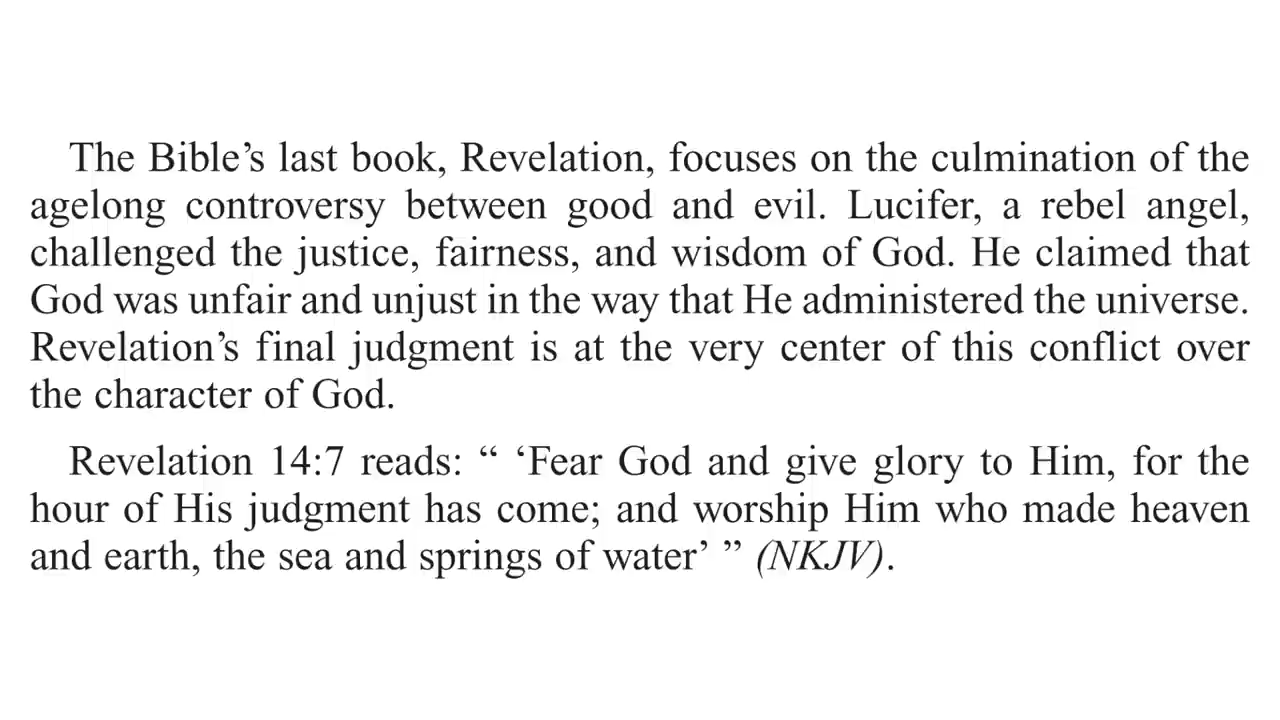 The Bible’s last book, Revelation, focuses on the culmination of the
agelong controversy between good and evil. Lucifer, a rebel angel,
challenged the justice, fairness, and wisdom of God. He claimed that
God was unfair and unjust in the way that He administered the universe.
Revelation’s final judgment is at the very center of this conflict over
the character of God.
Revelation 14:7 reads: “ ‘Fear God and give glory to Him, for the
hour of His judgment has come; and worship Him who made heaven
and earth, the sea and springs of water’ ” (NKJV).